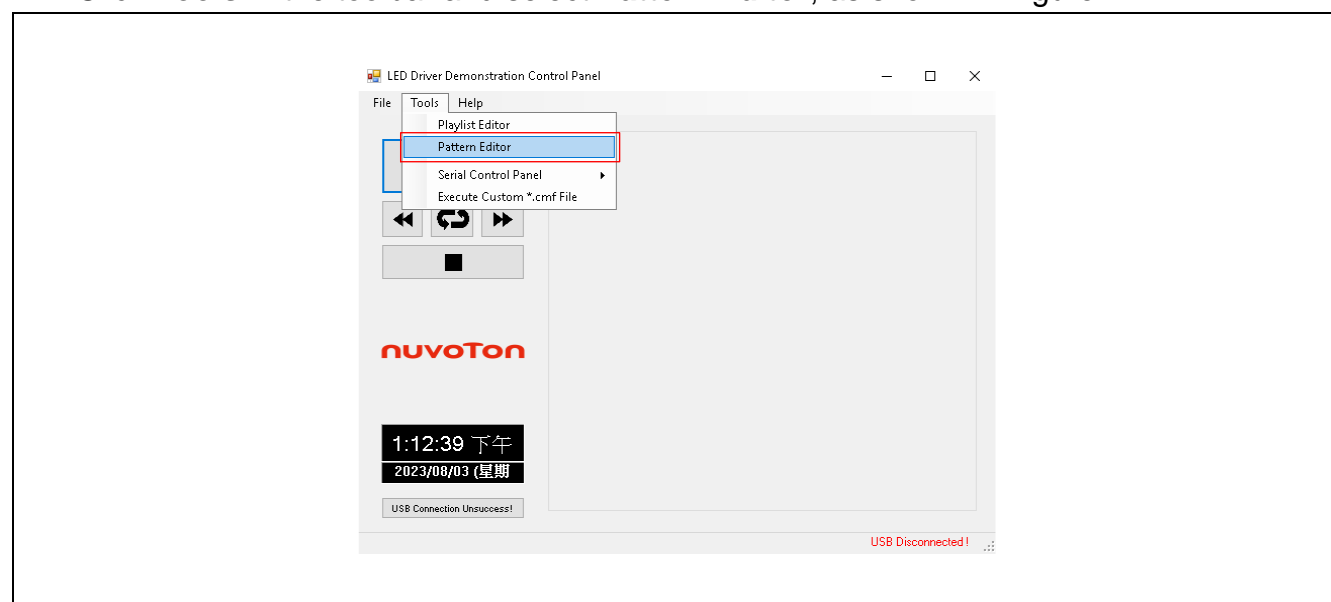 LED Driver Demonstration Control Panel
File Tools Help
Playlist Editor
Pattern Editor
Serial Control Panel
Execute Custom *.cmf File
nuvoTon
1:12:39 下午
2023/08/03 (星期
USB Connection Unsuccess!
USB Disconnected!